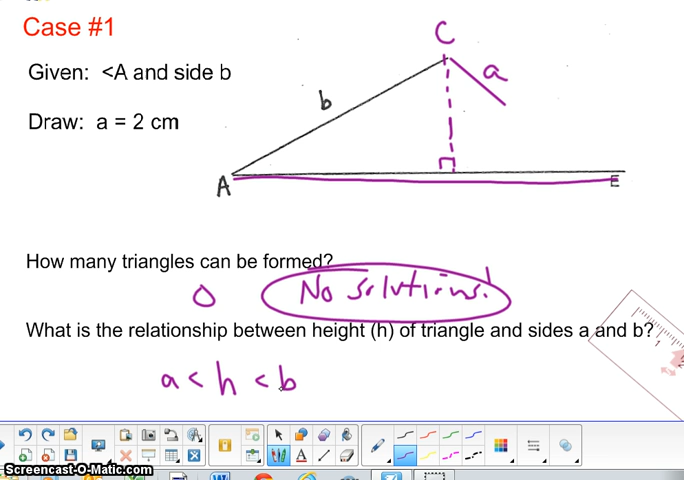 Case #1
C
Given: <A and side b
a
b
Draw: a = 2 cm
A
E
How many triangles can be formed?
0 No solutions!
What is the relationship between height (h) of triangle and sides a and b?
a < h < b
A
Screencast-O-Matic.com